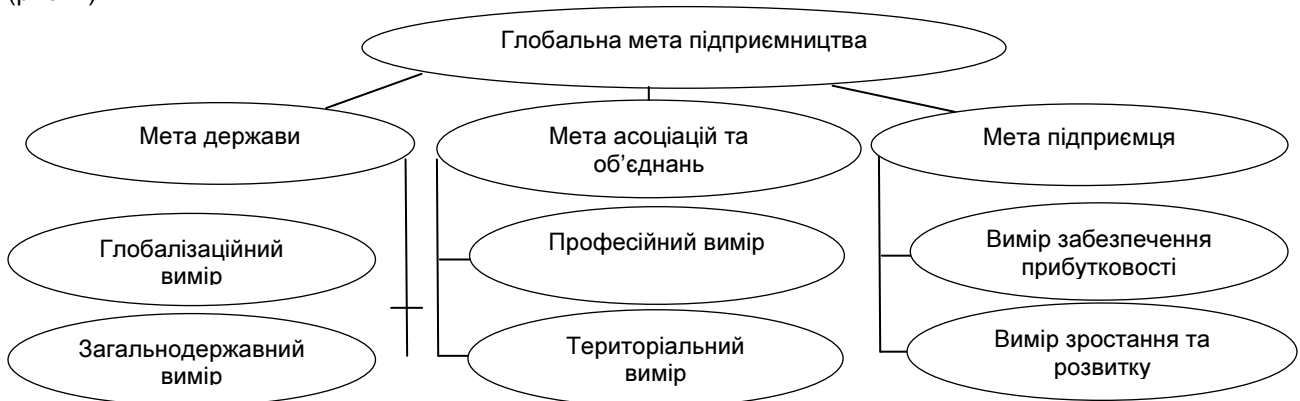 Глобальна мета підприємництва
Мета держави
Мета асоціацій та
об’єднань
Мета підприємця
Глобалізаційний
вимір
Професійний вимір
Вимір забезпечення
прибутковості
Загальнодержавний
вимір
Територіальний
вимір
Вимір зростання та
розвитку